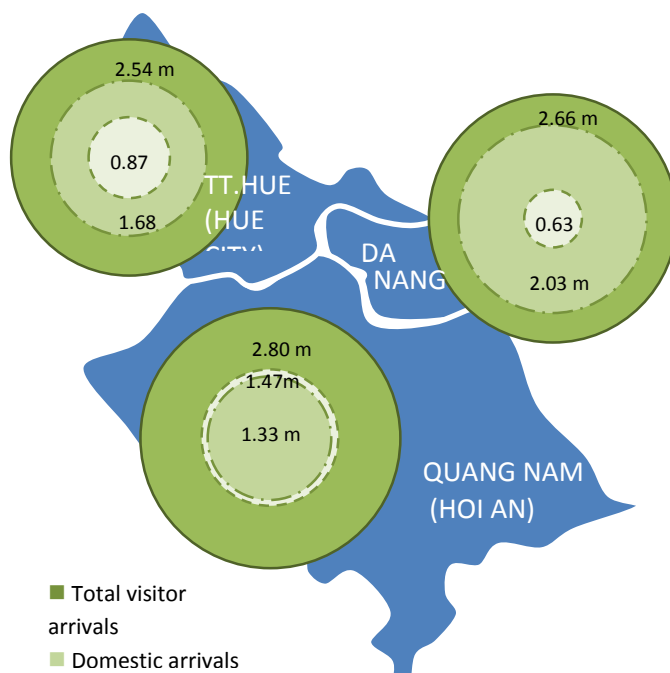 2.54 m
0.87
1.68
TT.HUE
(HUE
CITY)
2.66 m
0.63
2.03 m
DA
NANG
2.80 m
1.47m
1.33 m
QUANG NAM
(HOI AN)
Total visitor
arrivals
Domestic arrivals